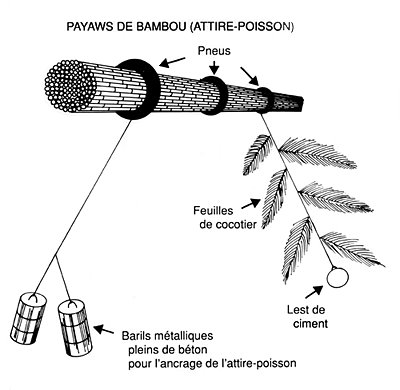 PAYAWS DE BAMBOU (ATTIRE-POISSON)
Pneus
Feuilles
de cocotier
Lest de
ciment
Barils métalliques
pleins de béton
pour l'ancrage de l'attire-poisson